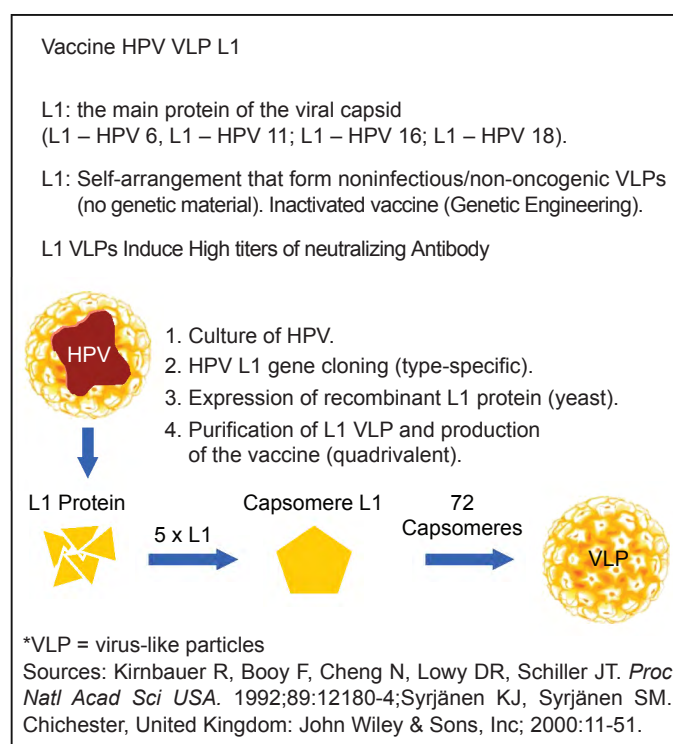 Vaccine HPV VLP L1
L1: the main protein of the viral capsid
(L1 – HPV 6, L1 – HPV 11; L1 – HPV 16; L1 – HPV 18).
L1: Self-arrangement that form noninfectious/non-oncogenic VLPs
(no genetic material). Inactivated vaccine (Genetic Engineering).
L1 VLPs Induce High titers of neutralizing Antibody
HPV
1. Culture of HPV.
2. HPV L1 gene cloning (type-specific).
3. Expression of recombinant L1 protein (yeast).
4. Purification of L1 VLP and production
of the vaccine (quadrivalent).
L1 Protein
5 x L1
Capsomere L1
72
Capsomeres
VLP
*VLP = virus-like particles
Sources: Kirnbauer R, Booy F, Cheng N, Lowy DR, Schiller JT. Proc
Natl Acad Sci USA. 1992;89:12180-4;Syrjänen KJ, Syrjänen SM.
Chichester, United Kingdom: John Wiley & Sons, Inc; 2000:11-51.